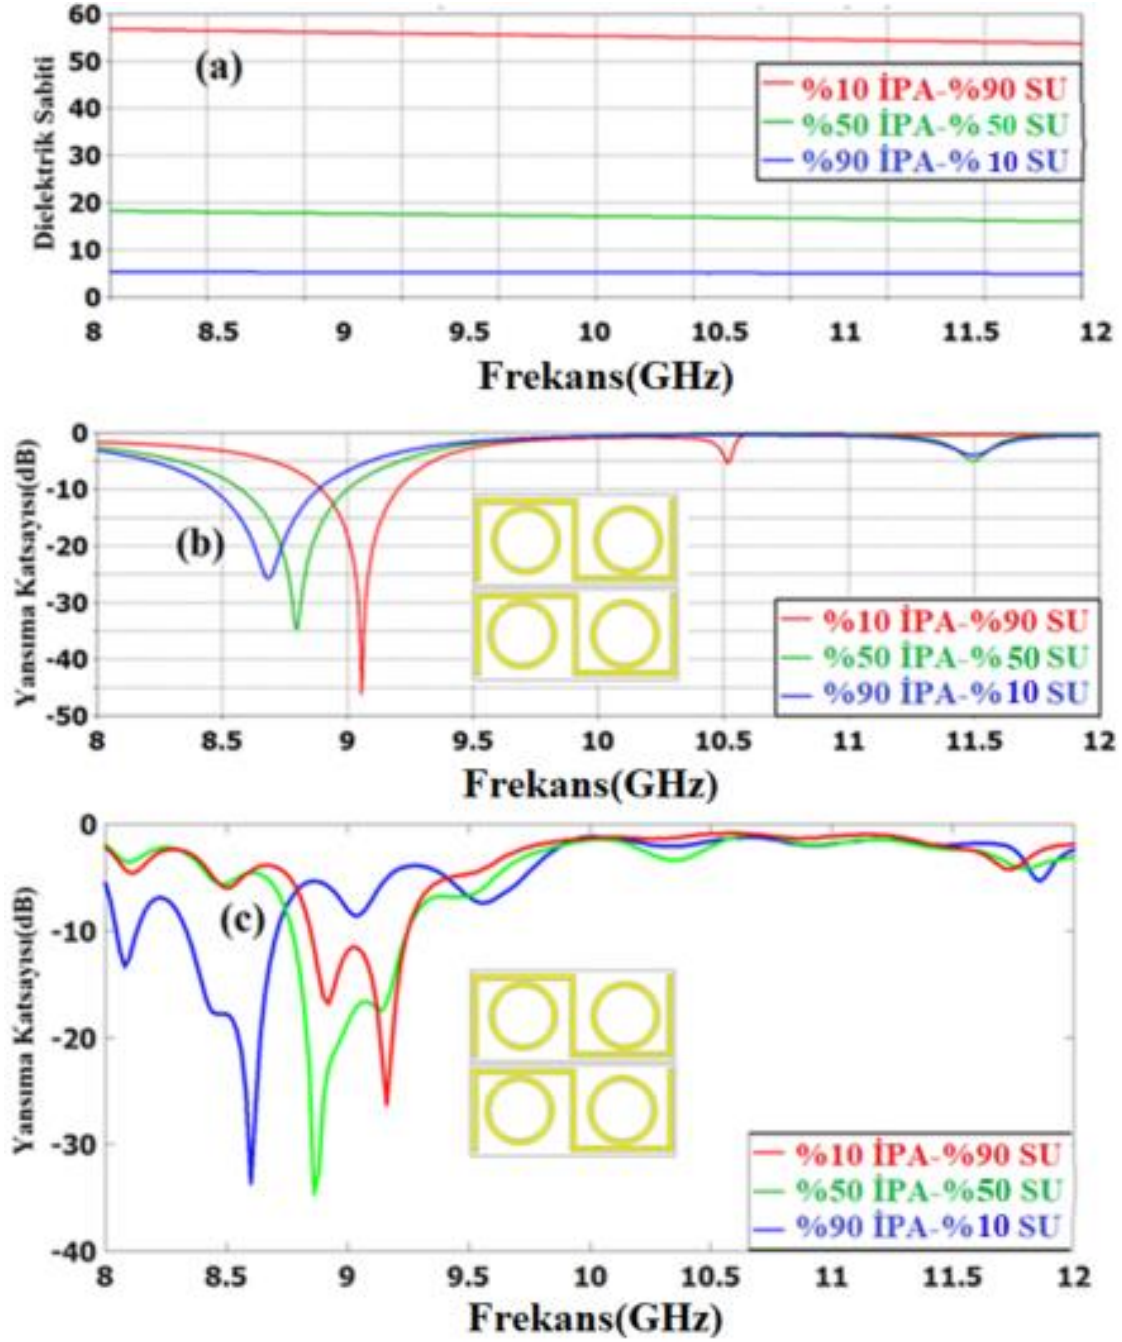 60
50
40
30
20
10
0
Dielektrik Sabiti
(a)
%10 İPA-%90 SU
%50 İPA-%50 SU
%90 İPA-%10 SU
8 8.5 9 9.5 10 10.5 11 11.5 12
Frekans(GHz)
0
-10
-20
-30
-40
-50
Yansıma Katsayısı(dB)
(b)
%10 İPA-%90 SU
%50 İPA-%50 SU
%90 İPA-%10 SU
8 8.5 9 9.5 10 10.5 11 11.5 12
Frekans(GHz)
0
-10
-20
-30
-40
Yansıma Katsayısı(dB)
(c)
%10 İPA-%90 SU
%50 İPA-%50 SU
%90 İPA-%10 SU
8 8.5 9 9.5 10 10.5 11 11.5 12
Frekans(GHz)